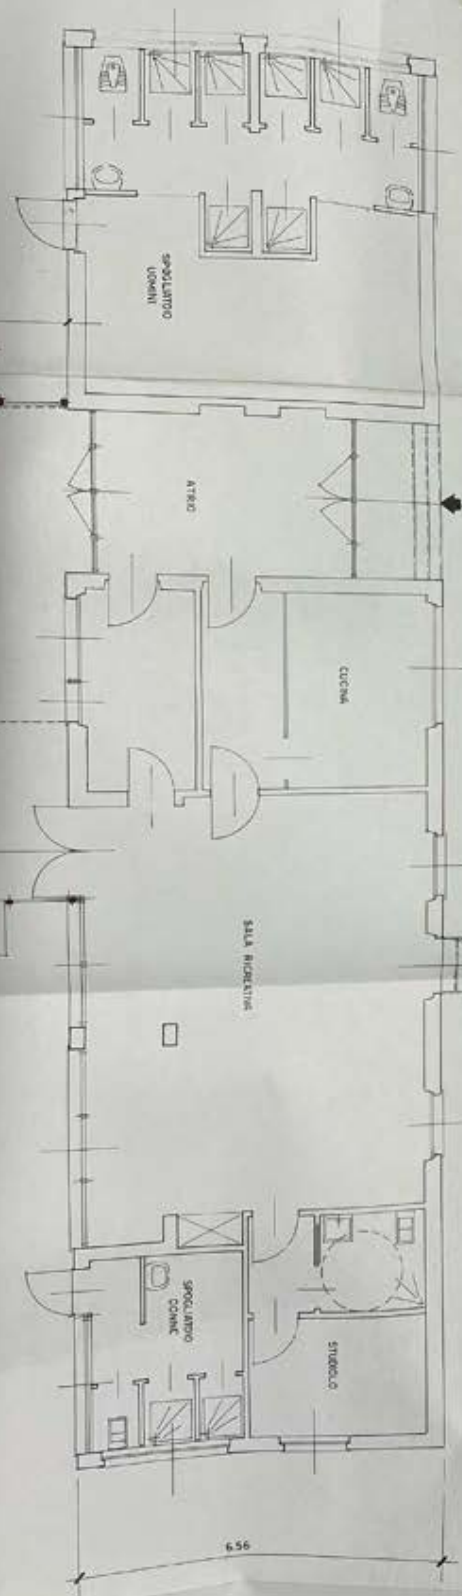 SPOGLIATOIO
UOMINI
ATRIO
CUCINA
SALA RICREATIVA
SPOGLIATOIO
DONNE
STUDIOLO
6.56